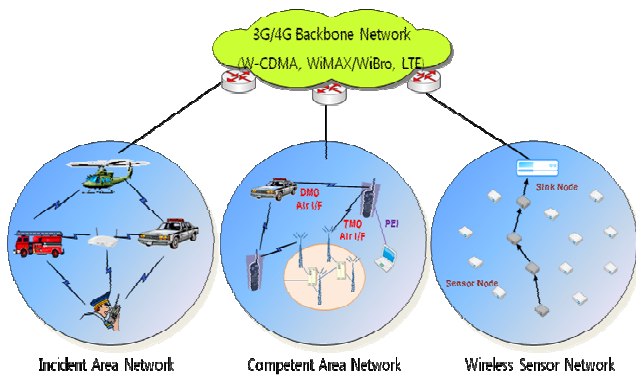 3G/4G Backbone Network
(W-CDMA, WiMAX/WiBro, LTE)
DMO
Air I/F
TMO
Air I/F
PEI
Sink Node
Sensor Node
Incident Area Network
Competent Area Network
Wireless Sensor Network